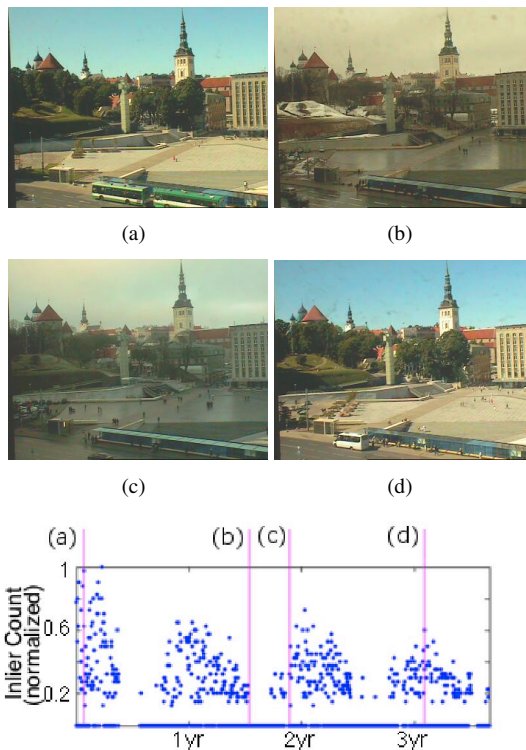 (a)
(b)
(c)
(d)
(a)
(b)
(c)
(d)
Inlier Count
(normalized)
1
0.6
0.2
1yr
2yr
3yr